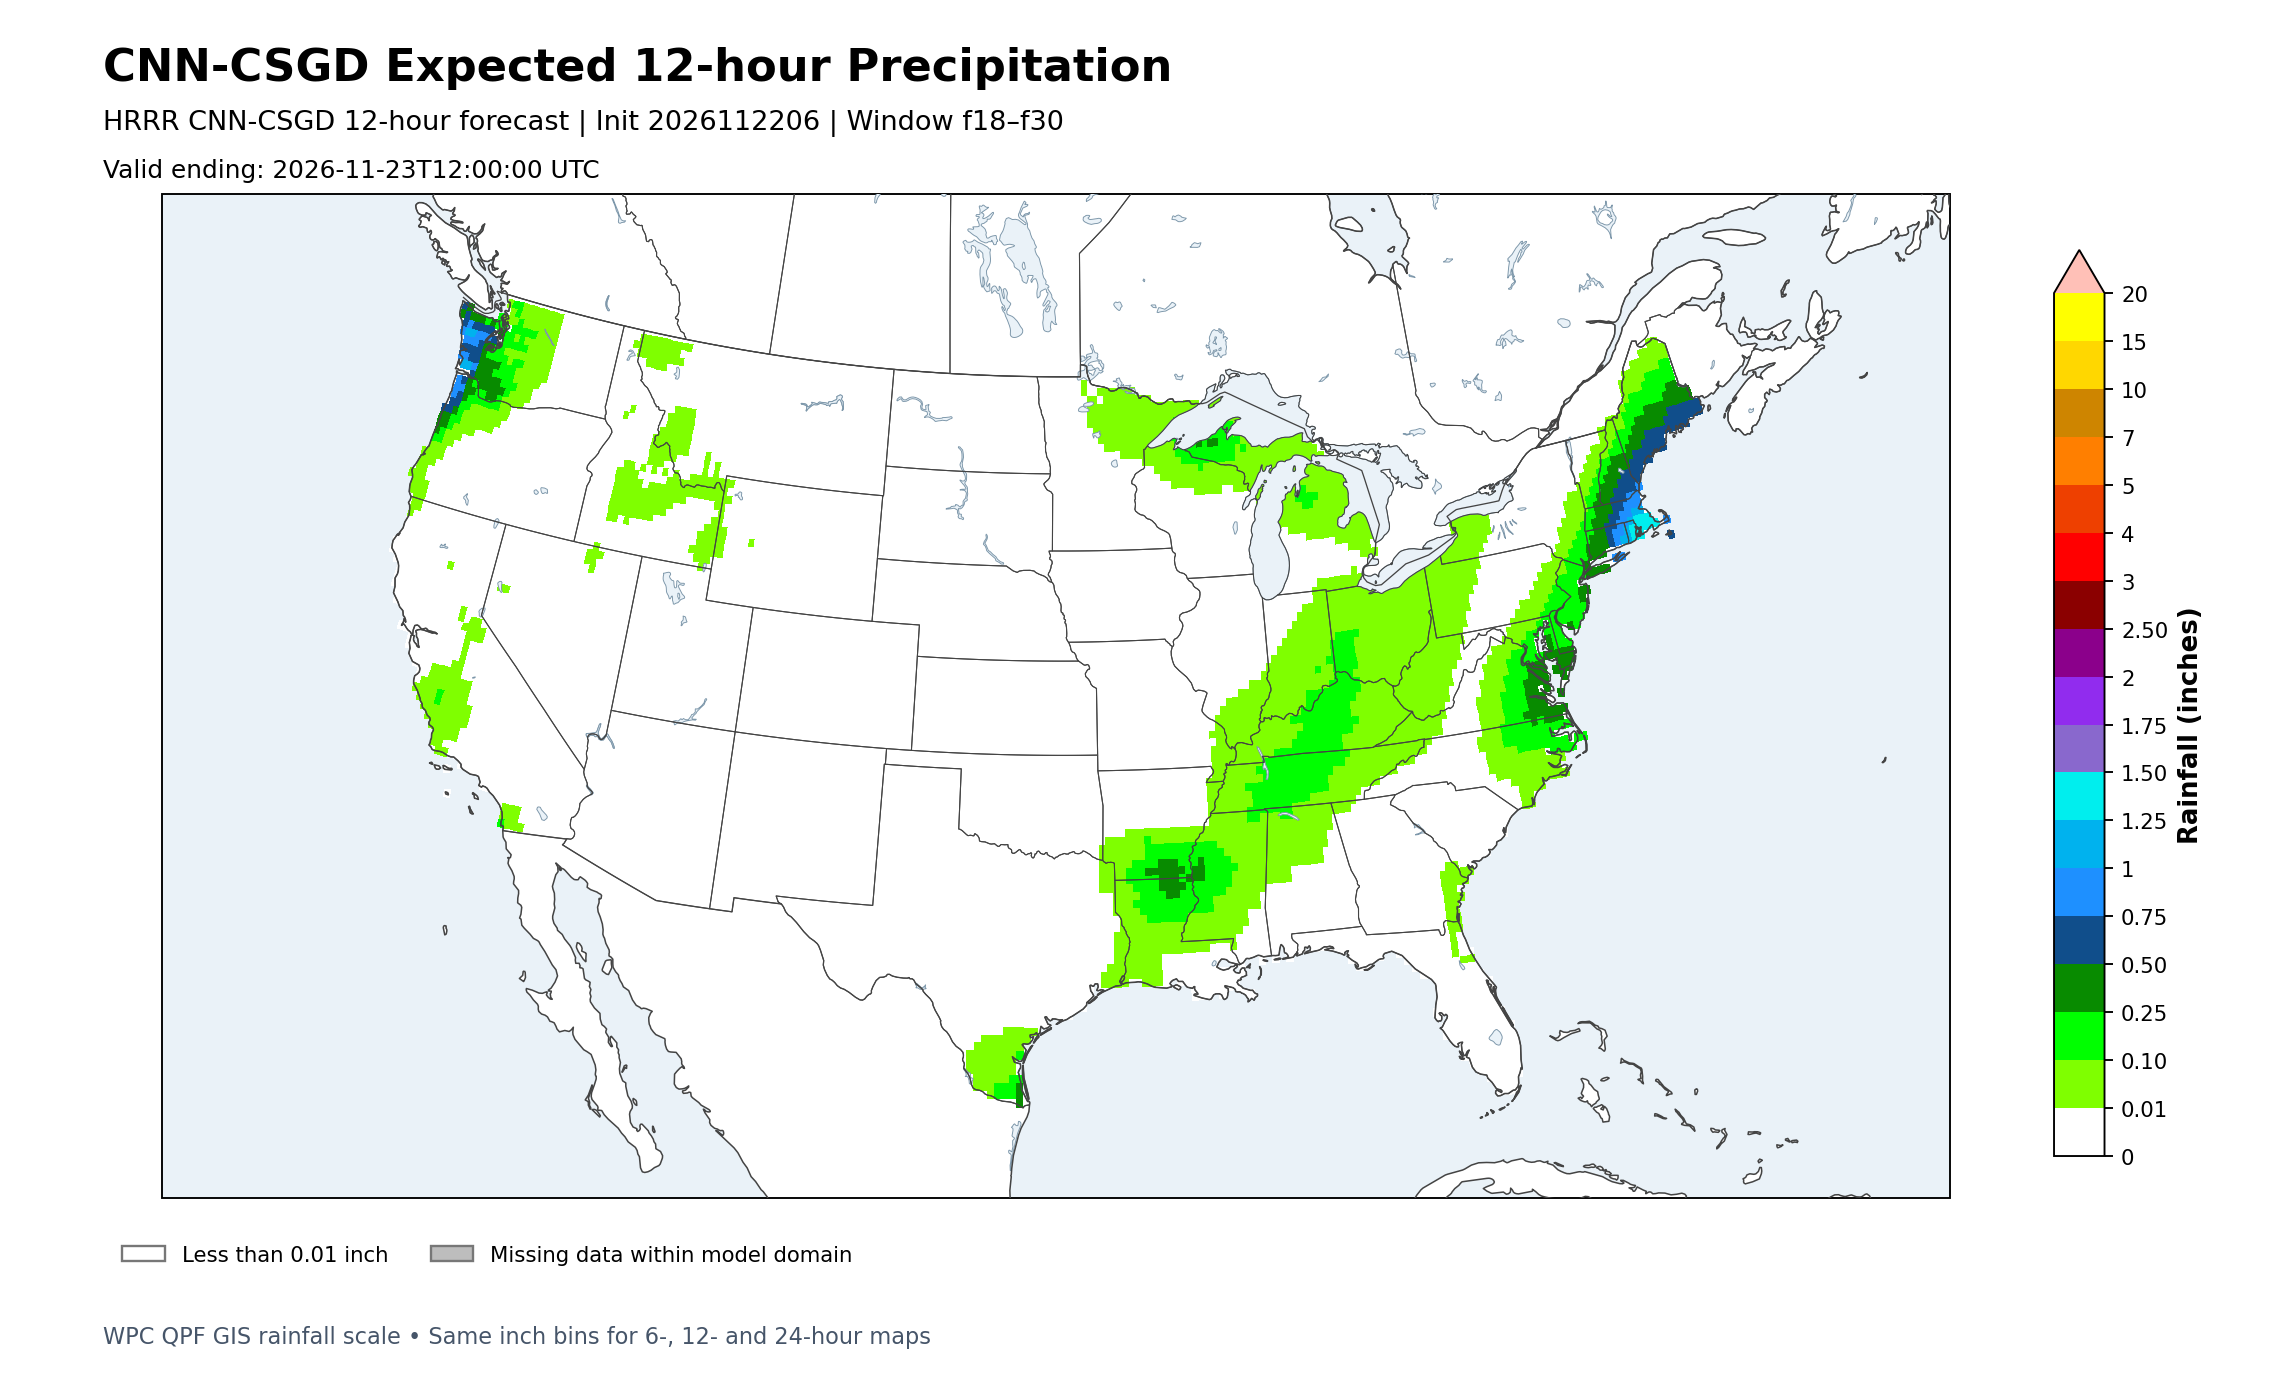 CNN-CSGD Expected 12-hour Precipitation
HRRR CNN-CSGD 12-hour forecast | Init 2026112206 | Window f18–f30
Valid ending: 2026-11-23T12:00:00 UTC
20
15
10
7
5
4
3
2.50
2
1.75
1.50
1.25
1
0.75
0.50
0.25
0.10
0.01
0
Rainfall (inches)
Less than 0.01 inch
Missing data within model domain
WPC QPF GIS rainfall scale • Same inch bins for 6-, 12- and 24-hour maps